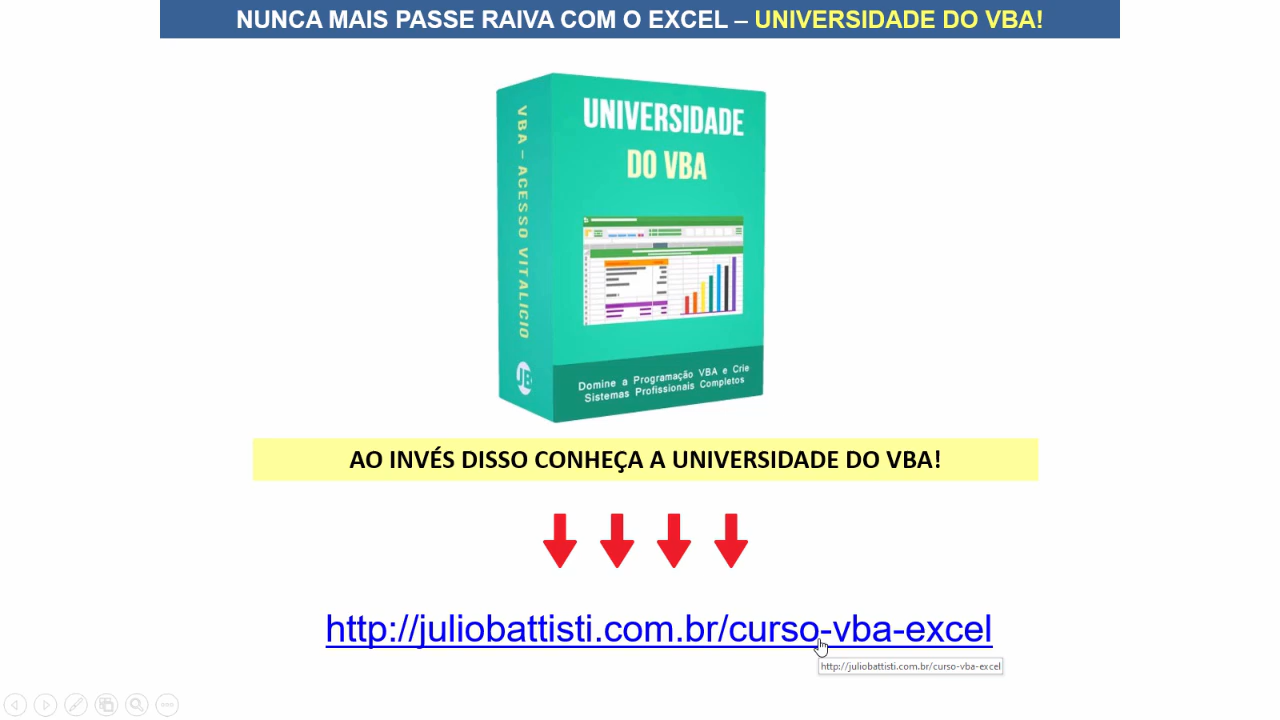 NUNCA MAIS PASSE RAIVA COM O EXCEL – UNIVERSIDADE DO VBA!
UNIVERSIDADE
DO VBA
VBA – ACESSO VITALICIO
JB
Domine a Programação VBA e Crie
Sistemas Profissionais Completos
AO INVÉS DISSO CONHEÇA A UNIVERSIDADE DO VBA!
http://juliobattisti.com.br/curso-vba-excel
http://juliobattisti.com.br/curso-vba-excel